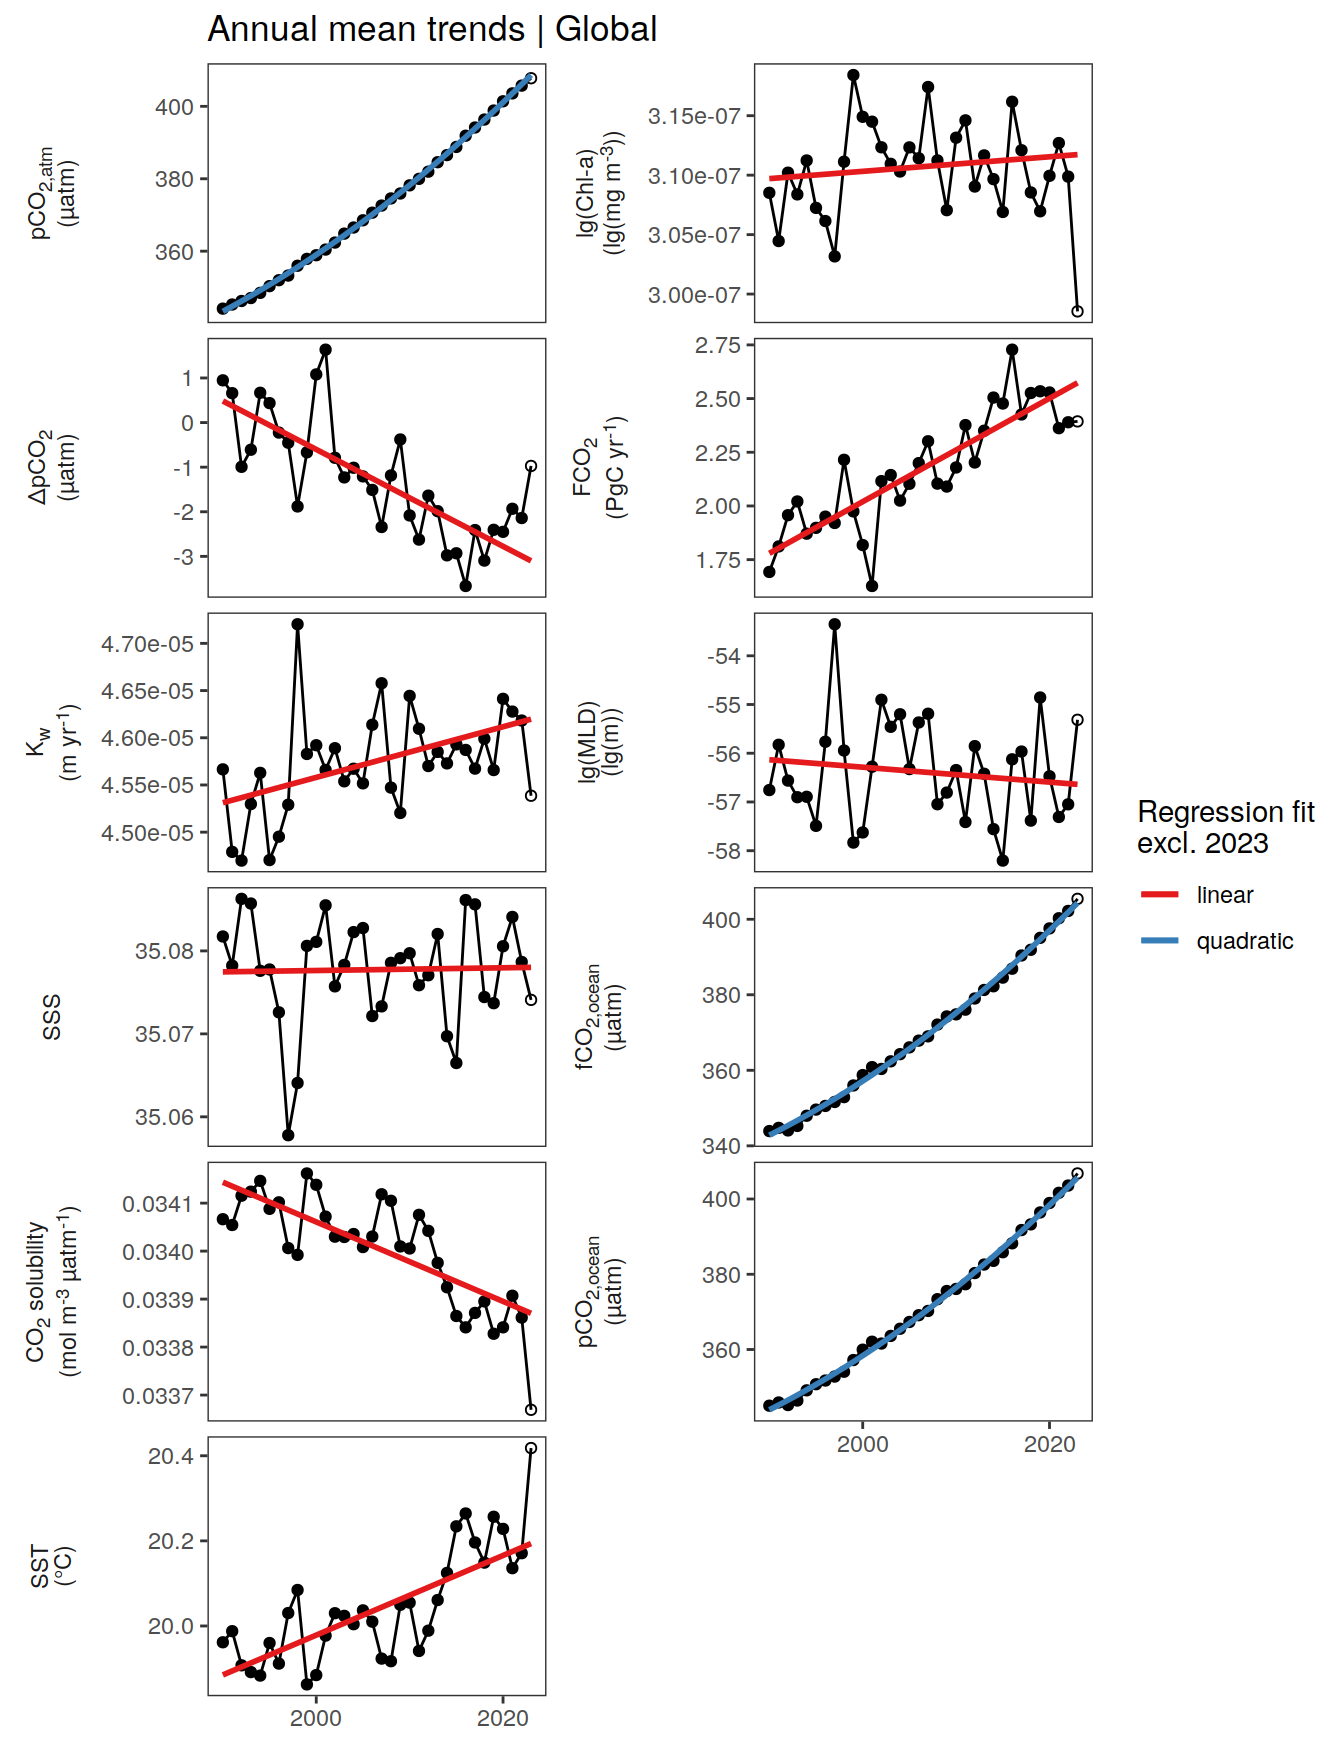 Annual mean trends | Global
pCO2,atm
(µatm)
400
380
360
lg(Chl-a)
(lg(mg m-3))
3.15e-07
3.10e-07
3.05e-07
3.00e-07
ΔpCO2
(µatm)
1
0
-1
-2
-3
FCO2
(PgC yr-1)
2.75
2.50
2.25
2.00
1.75
Kw
(m yr-1)
4.70e-05
4.65e-05
4.60e-05
4.55e-05
4.50e-05
lg(MLD)
(lg(m))
-54
-55
-56
-57
-58
SSS
35.08
35.07
35.06
fCO2,ocean
(µatm)
400
380
360
340
CO2 solubility
(mol m-3 µatm-1)
0.0341
0.0340
0.0339
0.0338
0.0337
pCO2,ocean
(µatm)
400
380
360
2000
2020
SST
(°C)
20.4
20.2
20.0
2000
2020
Regression fit
excl. 2023
linear
quadratic